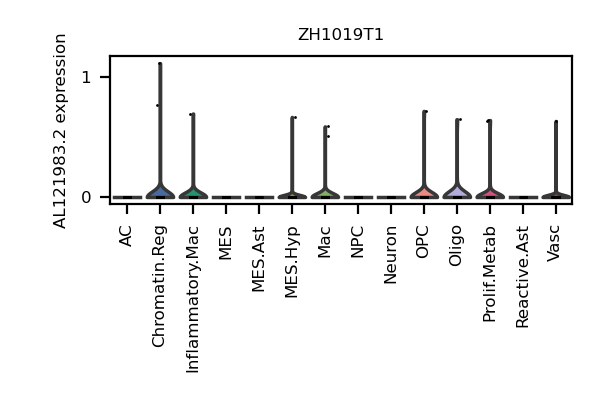 ZH1019T1
AL121983.2 expression
1
0
AC
Chromatin.Reg
Inflammatory.Mac
MES
MES.Ast
MES.Hyp
Mac
NPC
Neuron
OPC
Oligo
Prolif.Metab
Reactive.Ast
Vasc